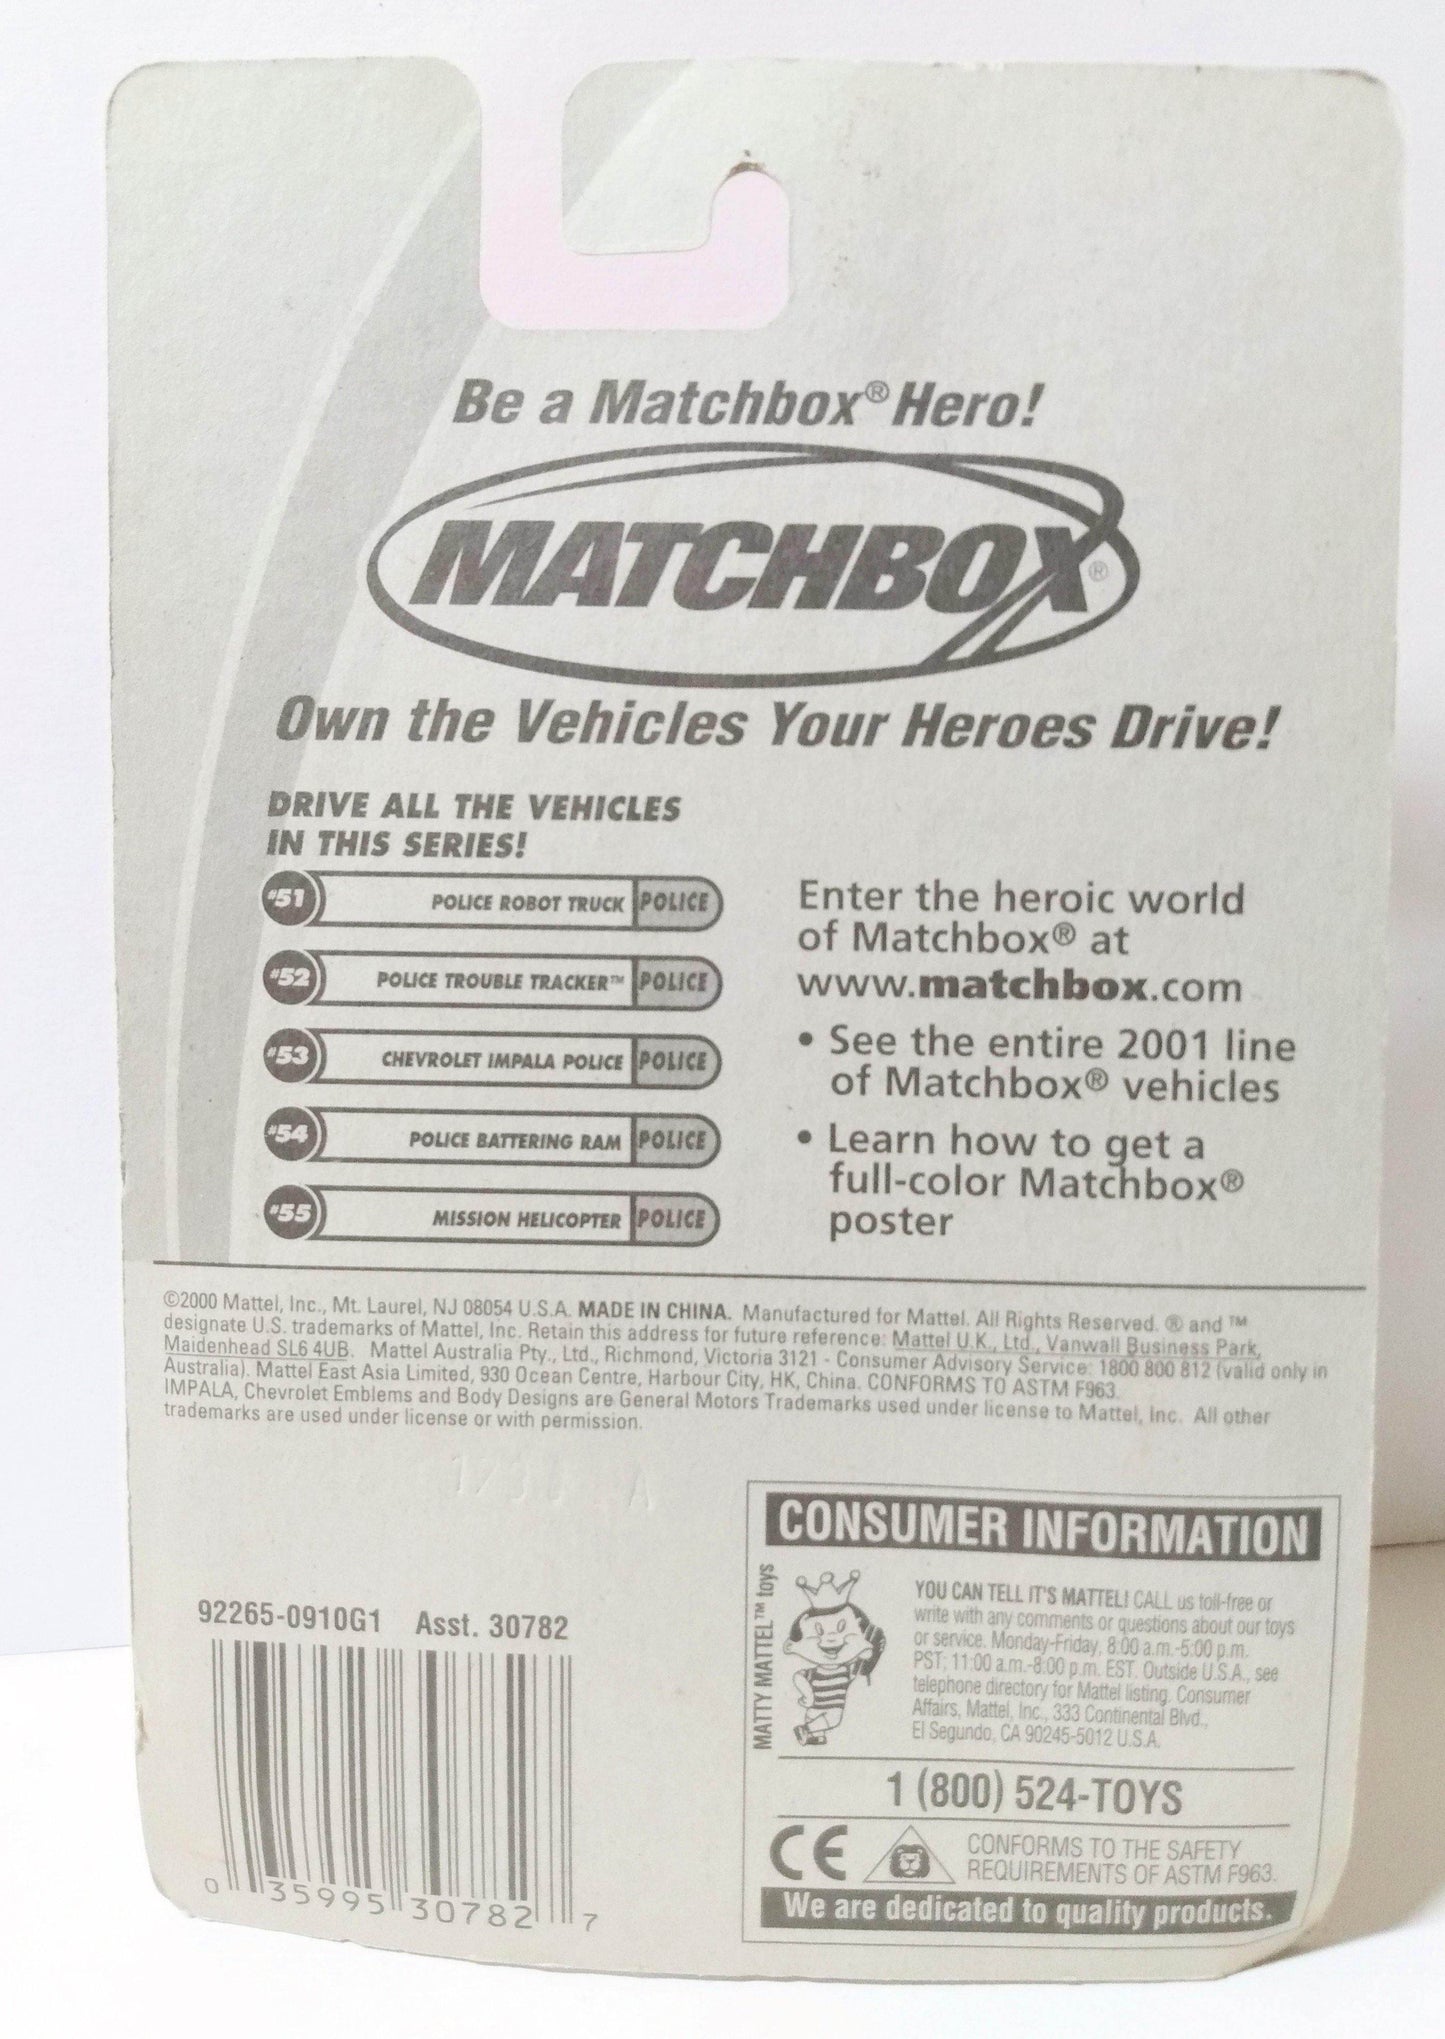 Be a Matchbox® Hero!
MATCHBOX®
Own the Vehicles Your Heroes Drive!
DRIVE ALL THE VEHICLES
IN THIS SERIES!
#51 POLICE ROBOT TRUCK POLICE
#52 POLICE TROUBLE TRACKER™ POLICE
#53 CHEVROLET IMPALA POLICE POLICE
#54 POLICE BATTERING RAM POLICE
#55 MISSION HELICOPTER POLICE
Enter the heroic world
of Matchbox® at
www.matchbox.com
• See the entire 2001 line
of Matchbox® vehicles
• Learn how to get a
full-color Matchbox®
poster
©2000 Mattel, Inc., Mt. Laurel, NJ 08054 U.S.A. MADE IN CHINA. Manufactured for Mattel. All Rights Reserved. ® and ™
designate U.S. trademarks of Mattel, Inc. Retain this address for future reference: Mattel U.K., Ltd., Vanwall Business Park,
Maidenhead SL6 4UB. Mattel Australia Pty., Ltd., Richmond, Victoria 3121 - Consumer Advisory Service: 1800 800 812 (valid only in
Australia). Mattel East Asia Limited, 930 Ocean Centre, Harbour City, HK, China. CONFORMS TO ASTM F963.
IMPALA, Chevrolet Emblems and Body Designs are General Motors Trademarks used under license to Mattel, Inc. All other
trademarks are used under license or with permission.
92265-0910G1 Asst. 30782
0 35995 30782 7
CONSUMER INFORMATION
MATTY MATTEL™ toys
YOU CAN TELL IT'S MATTEL! CALL us toll-free or
write with any comments or questions about our toys
or service. Monday-Friday, 8:00 a.m.-5:00 p.m.
PST; 11:00 a.m.-8:00 p.m. EST. Outside U.S.A., see
telephone directory for Mattel listing. Consumer
Affairs, Mattel, Inc., 333 Continental Blvd.,
El Segundo, CA 90245-5012 U.S.A.
1 (800) 524-TOYS
CE
CONFORMS TO THE SAFETY
REQUIREMENTS OF ASTM F963.
We are dedicated to quality products.